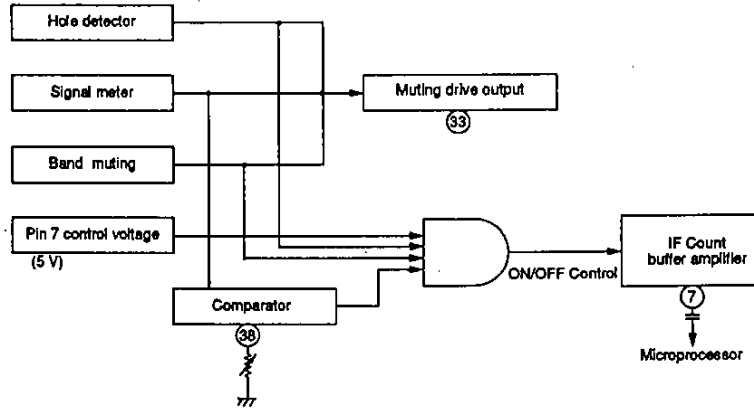 Hole detector
Signal meter
Muting drive output
33
Band muting
Pin 7 control voltage
(5 V)
IF Count
buffer amplifier
ON/OFF Control
Comparator
7
38
Microprocessor